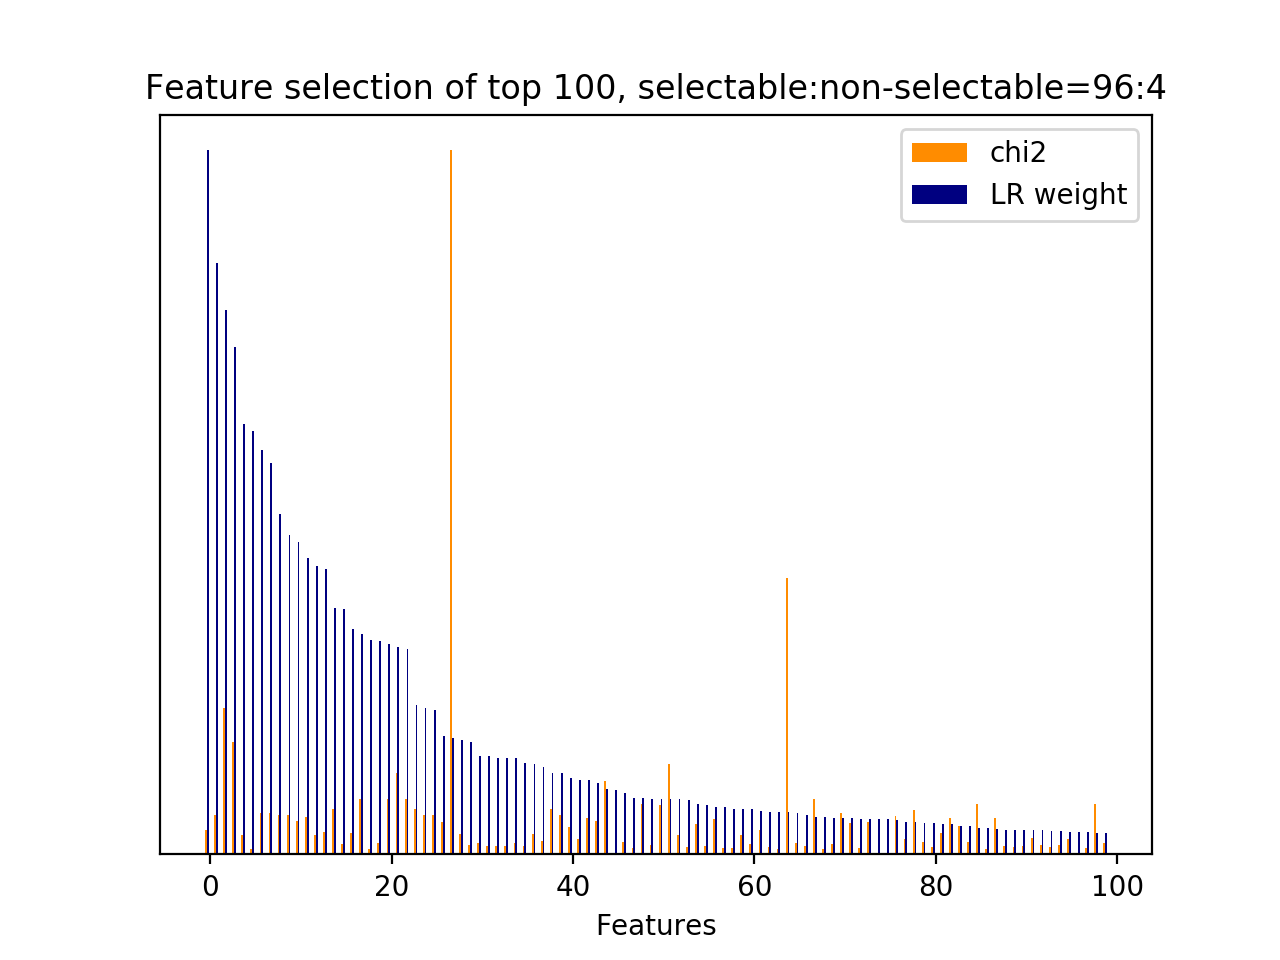 Feature selection of top 100, selectable:non-selectable=96:4
chi2
LR weight
0 20 40 60 80 100
Features